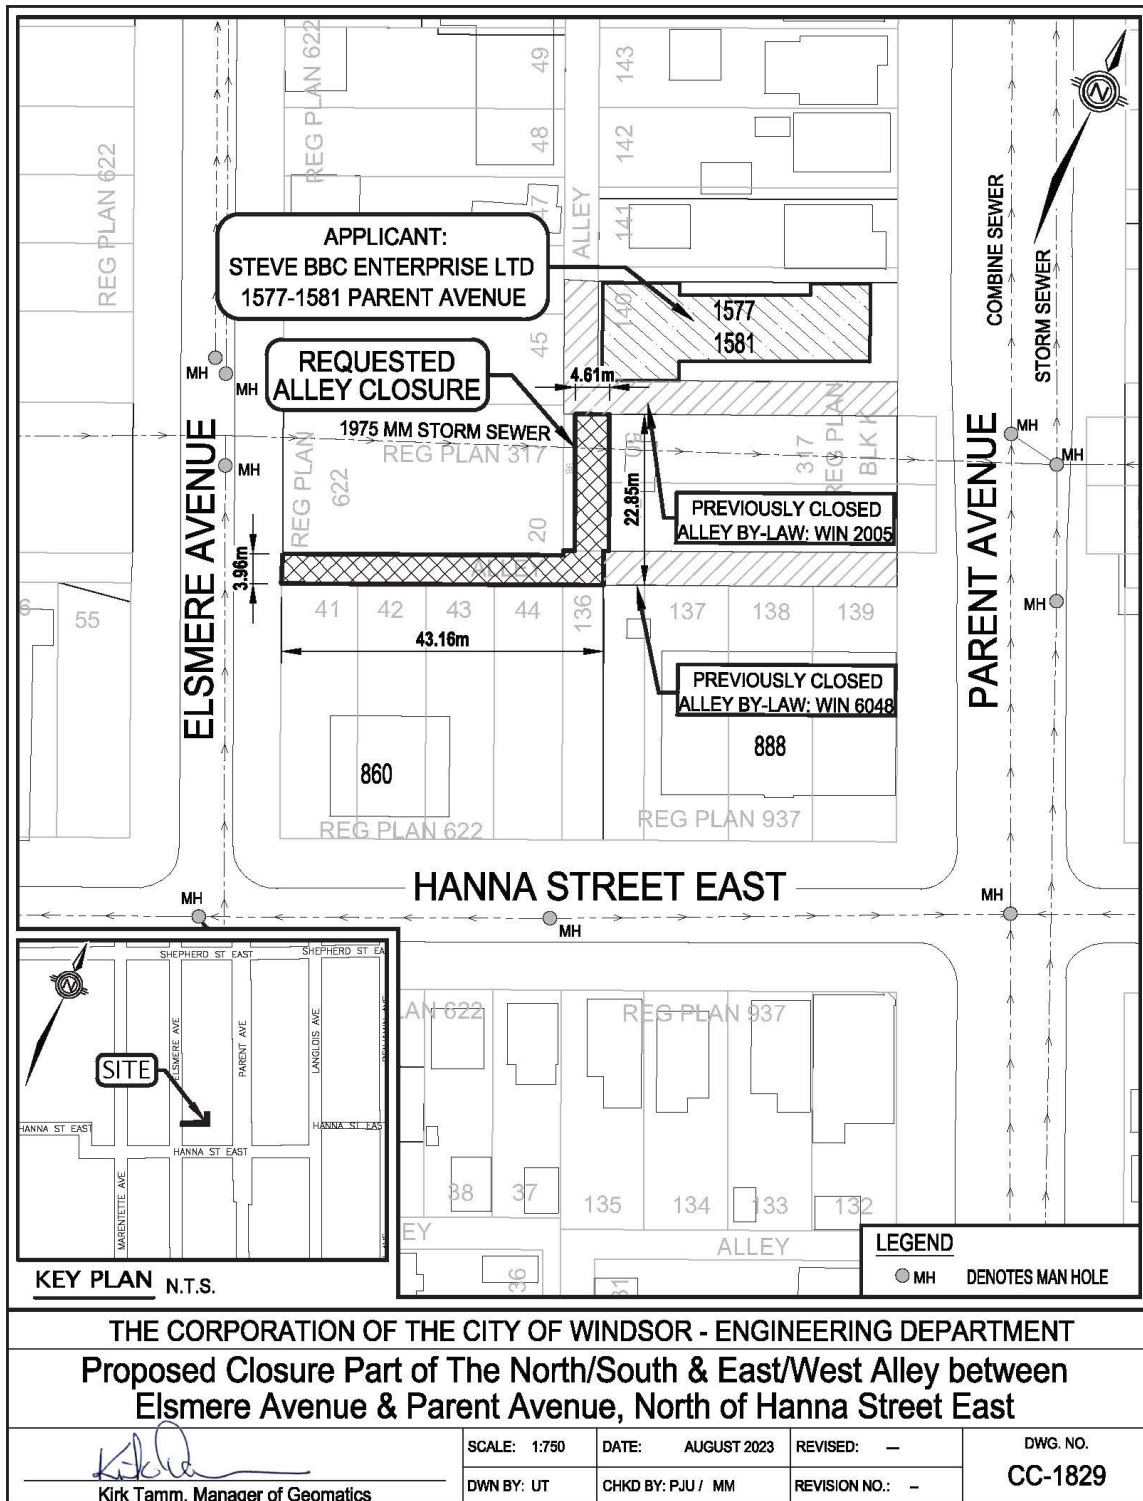 REG PLAN 622
49
143
REG PLAN 622
48
142
N
47
ALLEY
141
APPLICANT:
STEVE BBC ENTERPRISE LTD
1577-1581 PARENT AVENUE
COMBINE SEWER
STORM SEWER
140
1577
1581
45
REQUESTED
ALLEY CLOSURE
4.61m
MH
MH
1975 MM STORM SEWER
REG PLAN 317
REG PLAN
622
20
22.85m
317
REG PLAN
BLK K
MH
MH
MH
ELSMERE AVENUE
PARENT AVENUE
PREVIOUSLY CLOSED
ALLEY BY-LAW: WIN 2005
3.96m
ALLEY
MH
55
41
42
43
44
136
137
138
139
43.16m
PREVIOUSLY CLOSED
ALLEY BY-LAW: WIN 6048
860
888
REG PLAN 622
REG PLAN 937
HANNA STREET EAST
MH
MH
MH
N
SHEPHERD ST EAST
SHEPHERD ST EA
ELSMERE AVE
PARENT AVE
LANGLOIS AVE
SITE
HANNA ST EAST
HANNA ST EAST
HANNA ST EAST
MARENTETTE AVE
KEY PLAN N.T.S.
LAN 622
REG PLAN 937
38
37
135
134
133
132
EY
ALLEY
36
31
LEGEND
MH DENOTES MAN HOLE
THE CORPORATION OF THE CITY OF WINDSOR - ENGINEERING DEPARTMENT
Proposed Closure Part of The North/South & East/West Alley between
Elsmere Avenue & Parent Avenue, North of Hanna Street East
Kirk Tamm, Manager of Geomatics
SCALE: 1:750
DATE: AUGUST 2023
REVISED: –
DWG. NO.
CC-1829
DWN BY: UT
CHKD BY: PJU / MM
REVISION NO.: –